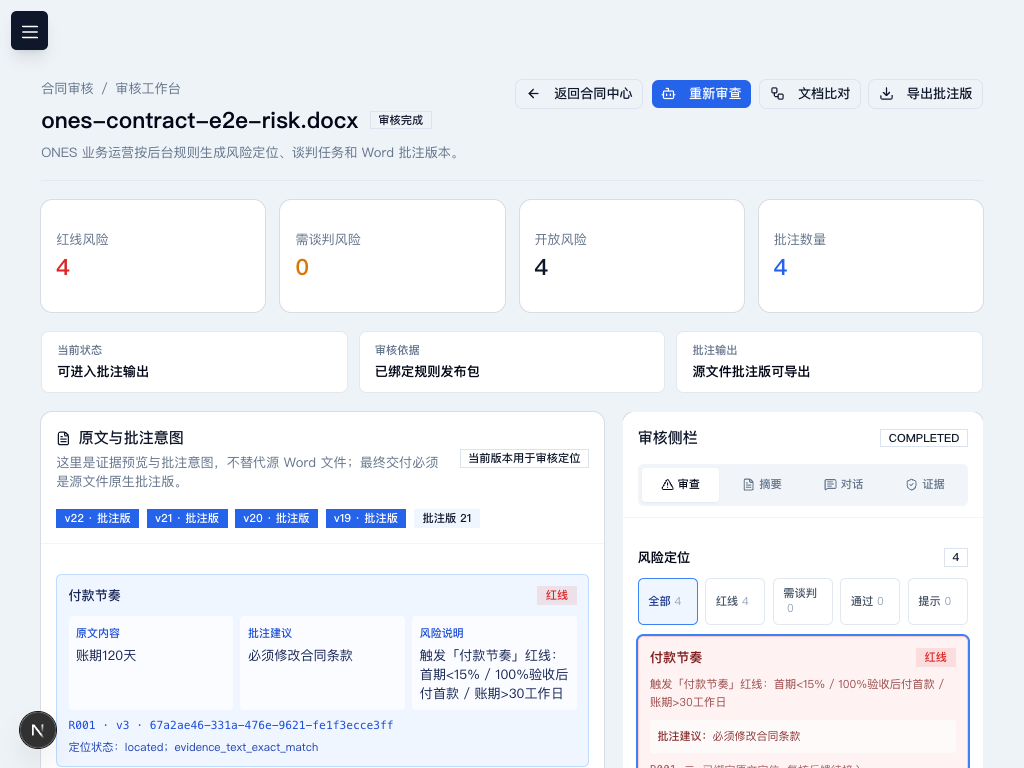 合同审核 / 审核工作台
返回合同中心
重新审查
文档比对
导出批注版
ones-contract-e2e-risk.docx
审核完成
ONES 业务运营按后台规则生成风险定位、谈判任务和 Word 批注版本。
红线风险
4
需谈判风险
0
开放风险
4
批注数量
4
当前状态
可进入批注输出
审核依据
已绑定规则发布包
批注输出
源文件批注版可导出
原文与批注意图
这里是证据预览与批注意图，不替代源 Word 文件；最终交付必须
是源文件原生批注版。
当前版本用于审核定位
v22 · 批注版
v21 · 批注版
v20 · 批注版
v19 · 批注版
批注版 21
付款节奏
红线
原文内容
账期120天
批注建议
必须修改合同条款
风险说明
触发「付款节奏」红线：
首期<15% / 100%验收后
付首款 / 账期>30工作日
R001 · v3 · 67a2ae46-331a-476e-9621-fe1f3ecce3ff
定位状态：located；evidence_text_exact_match
N
审核侧栏
COMPLETED
审查
摘要
对话
证据
风险定位
4
全部 4
红线 4
需谈判
0
通过 0
提示 0
付款节奏
红线
触发「付款节奏」红线：首期<15% / 100%验收后付首款 /
账期>30工作日
批注建议：必须修改合同条款